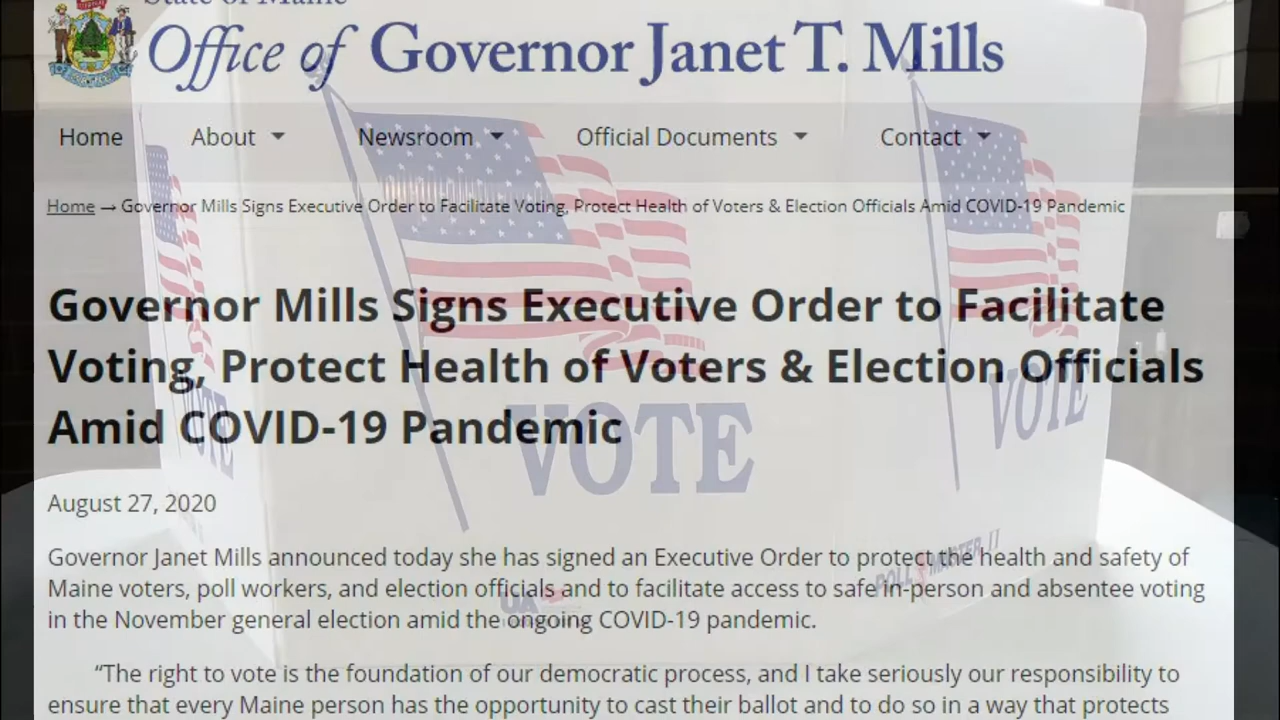 State of Maine
Office of Governor Janet T. Mills
Home About Newsroom Official Documents Contact
Home → Governor Mills Signs Executive Order to Facilitate Voting, Protect Health of Voters & Election Officials Amid COVID-19 Pandemic
Governor Mills Signs Executive Order to Facilitate
Voting, Protect Health of Voters & Election Officials
Amid COVID-19 Pandemic
VOTE
VOTE
VOTE
August 27, 2020
Governor Janet Mills announced today she has signed an Executive Order to protect the health and safety of
Maine voters, poll workers, and election officials and to facilitate access to safe in-person and absentee voting
in the November general election amid the ongoing COVID-19 pandemic.
POLL MASTER II
“The right to vote is the foundation of our democratic process, and I take seriously our responsibility to
ensure that every Maine person has the opportunity to cast their ballot and to do so in a way that protects